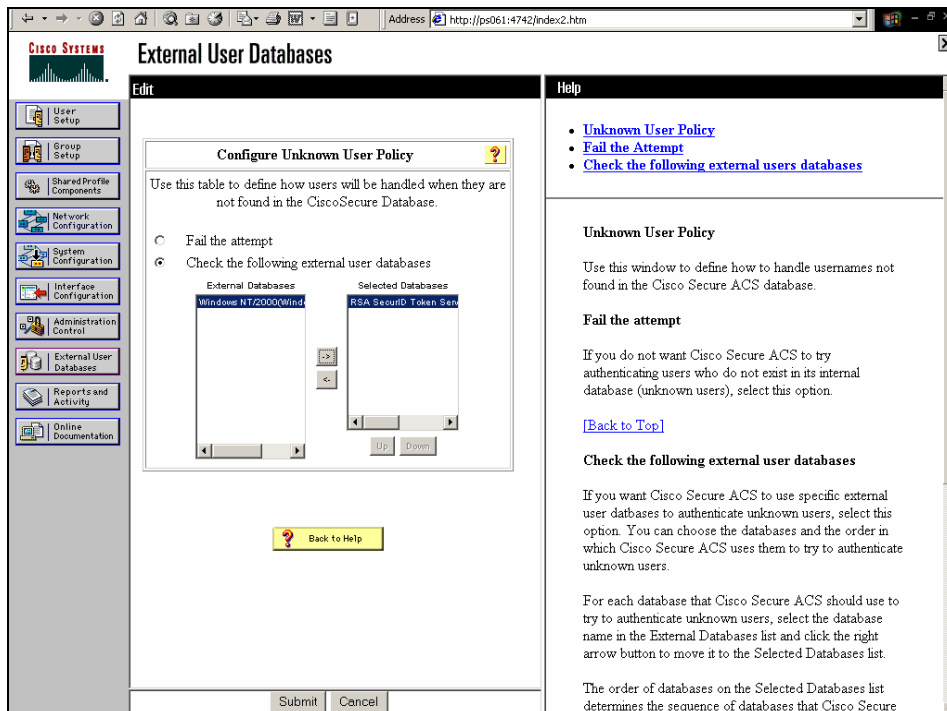 Address http://ps061:4742/index2.htm
CISCO SYSTEMS
External User Databases
Edit
Help
User
Setup
Group
Setup
Shared Profile
Components
Network
Configuration
System
Configuration
Interface
Configuration
Administration
Control
External User
Databases
Reports and
Activity
Online
Documentation
Configure Unknown User Policy
?
Use this table to define how users will be handled when they are
not found in the CiscoSecure Database.
Fail the attempt
Check the following external user databases
External Databases
Windows NT/2000(Wind
Selected Databases
RSA SecurID Token Serv
->
<-
Up
Down
? Back to Help
Submit
Cancel
Unknown User Policy
Fail the Attempt
Check the following external users databases
Unknown User Policy
Use this window to define how to handle usernames not
found in the Cisco Secure ACS database.
Fail the attempt
If you do not want Cisco Secure ACS to try
authenticating users who do not exist in its internal
database (unknown users), select this option.
[Back to Top]
Check the following external user databases
If you want Cisco Secure ACS to use specific external
user datbases to authenticate unknown users, select this
option. You can choose the databases and the order in
which Cisco Secure ACS uses them to try to authenticate
unknown users.
For each database that Cisco Secure ACS should use to
try to authenticate unknown users, select the database
name in the External Databases list and click the right
arrow button to move it to the Selected Databases list.
The order of databases on the Selected Databases list
determines the sequence of databases that Cisco Secure